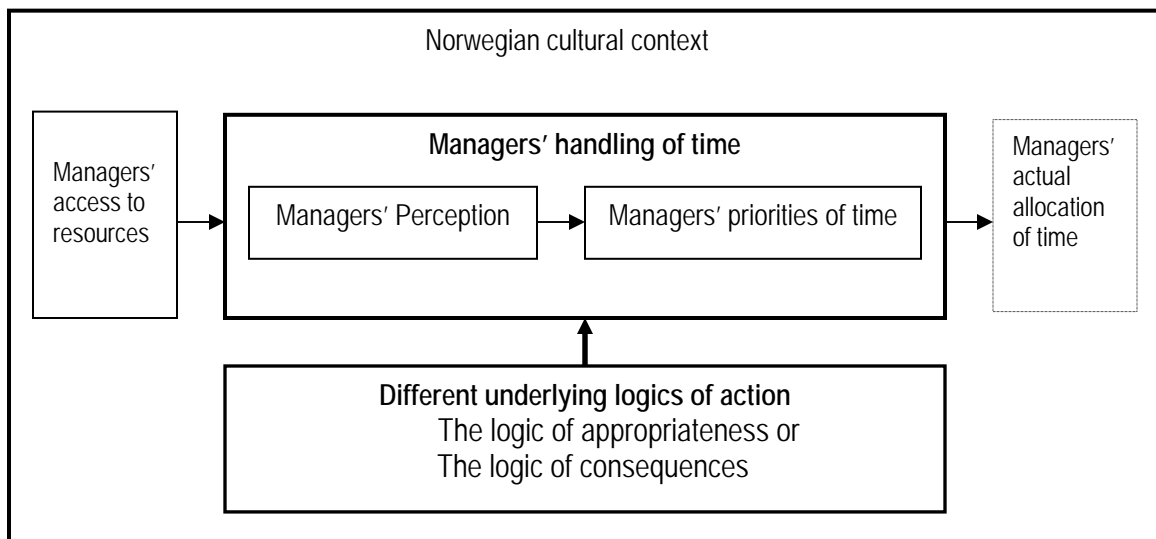 Norwegian cultural context
Managers'
access to
resources
Managers' handling of time
Managers' Perception
Managers' priorities of time
Managers'
actual
allocation
of time
Different underlying logics of action
The logic of appropriateness or
The logic of consequences